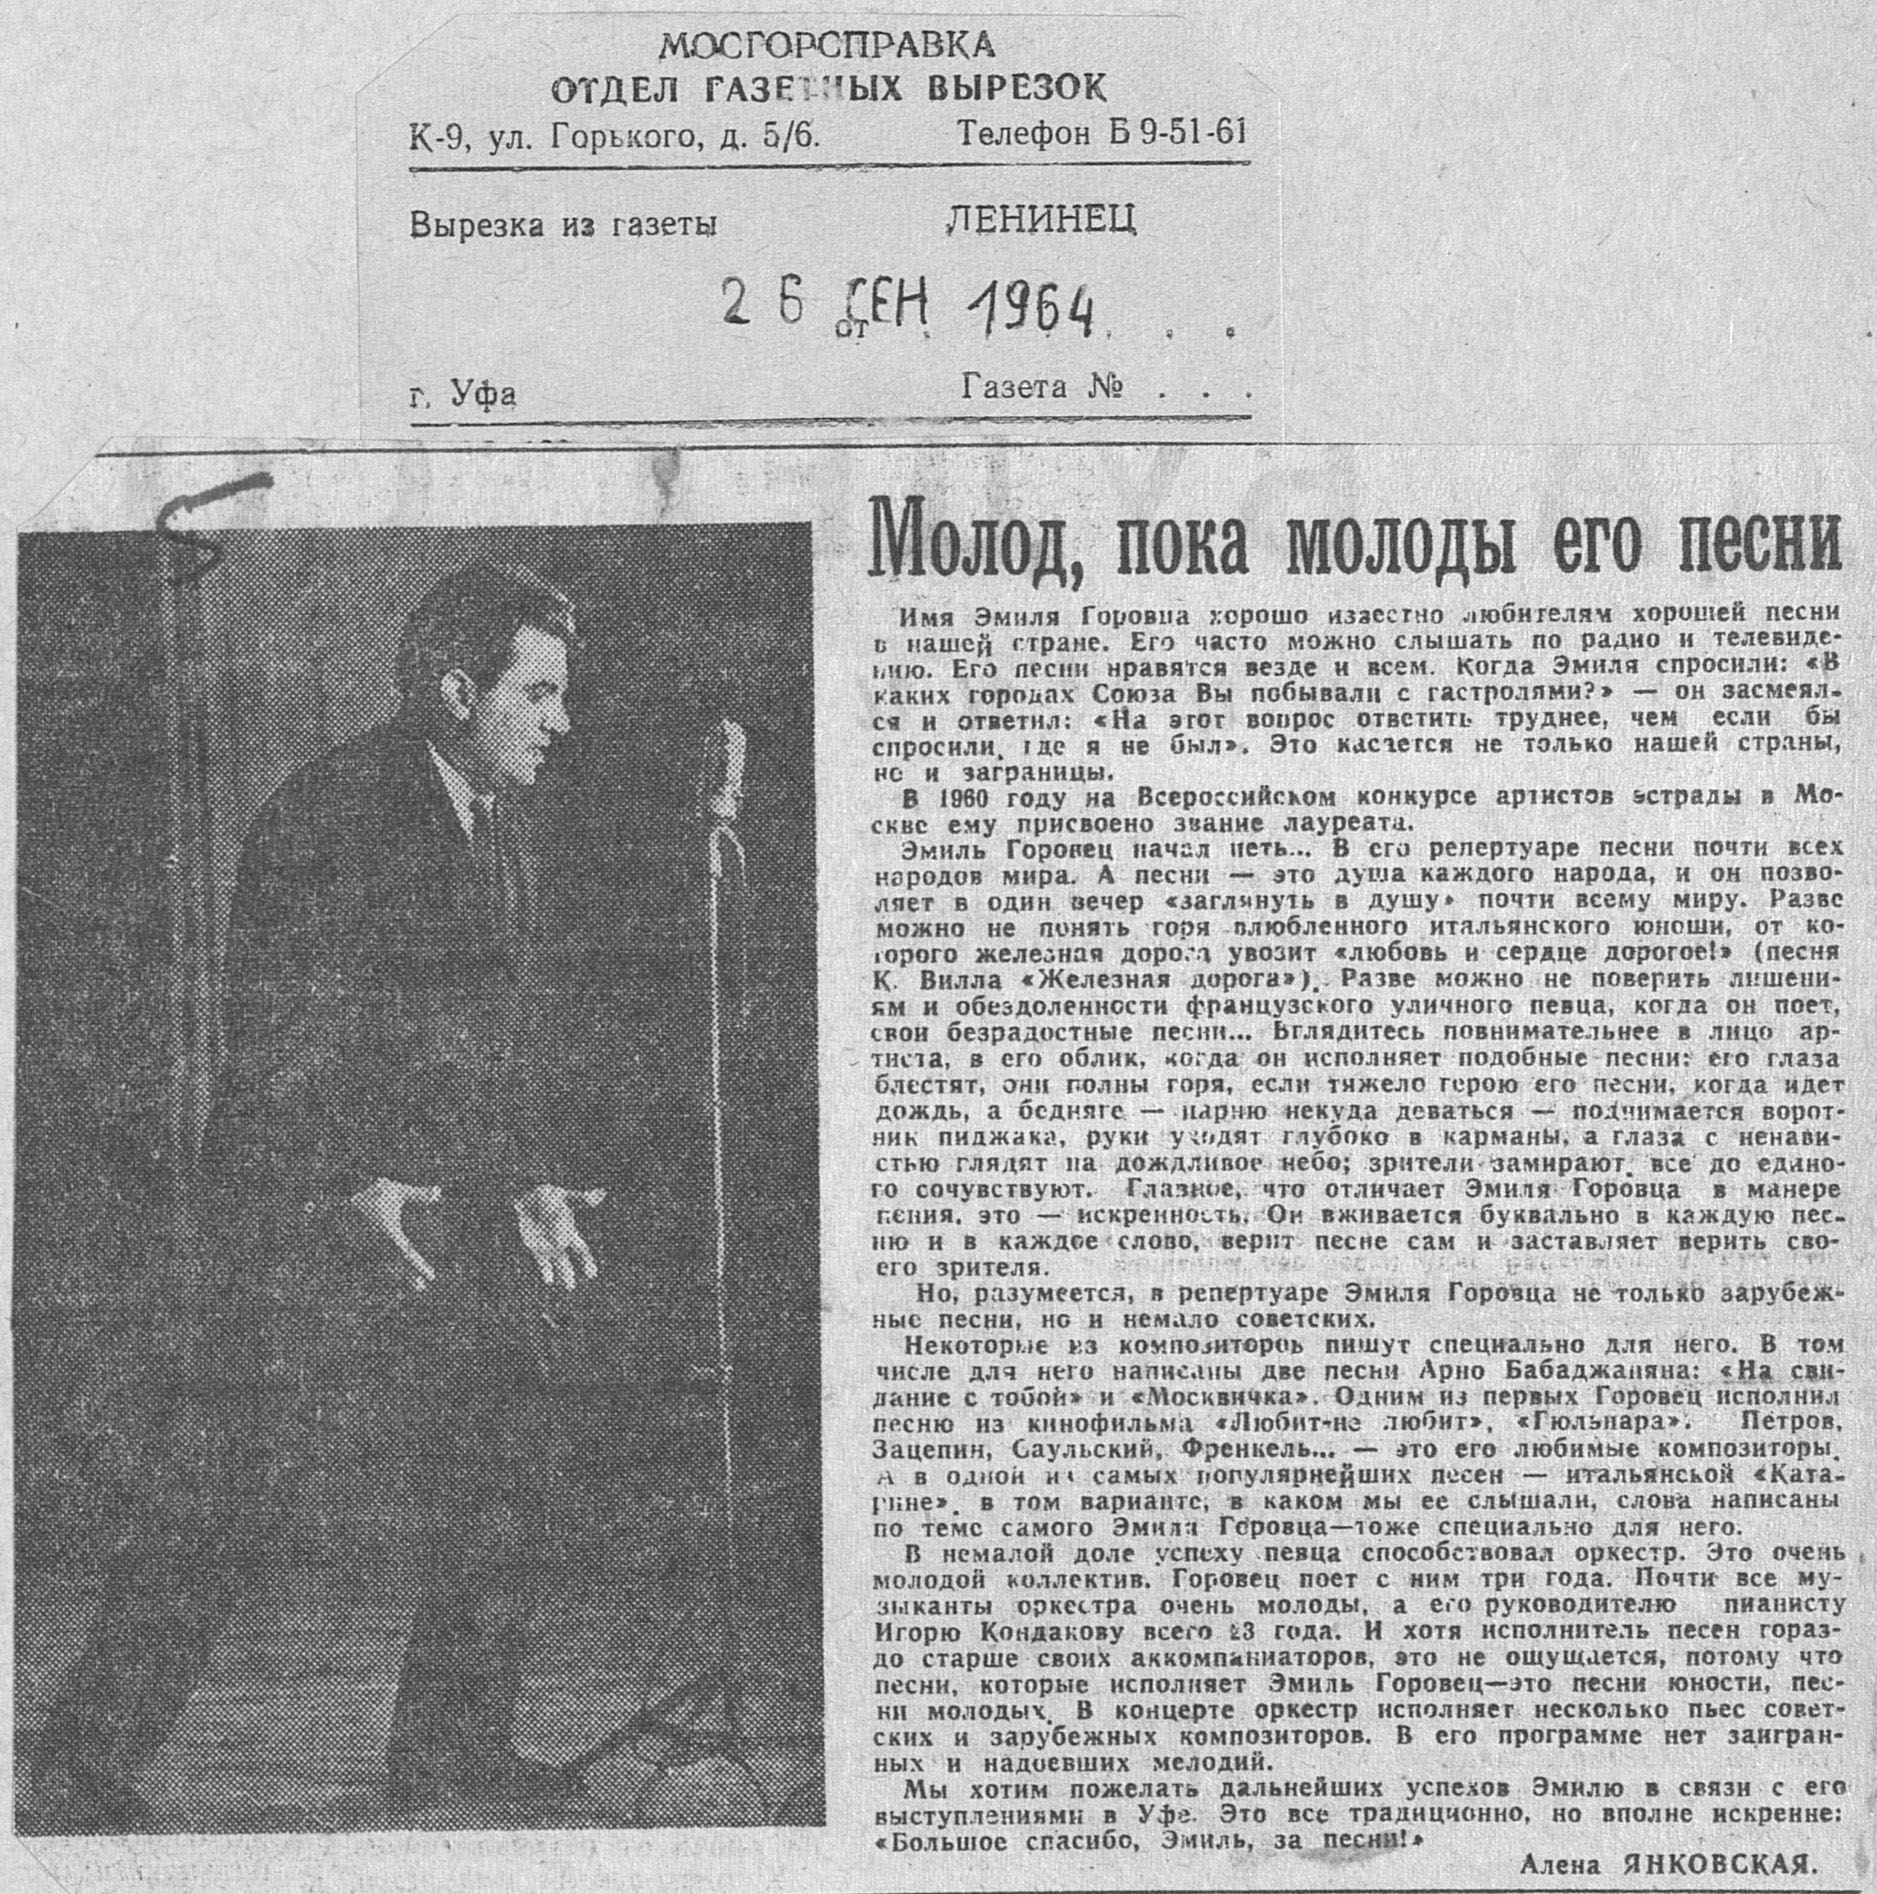 МОСГОРСПРАВКА
ОТДЕЛ ГАЗЕТНЫХ ВЫРЕЗОК
К-9, ул. Горького, д. 5/6. Телефон Б 9-51-61
Вырезка из газеты ЛЕНИНЕЦ
26 СЕН 1964 . . .
от
г. Уфа Газета № . . .
Молод, пока молоды его песни
Имя Эмиля Горовца хорошо известно любителям хорошей песни
в нашей стране. Его часто можно слышать по радио и телевиде-
нию. Его песни нравятся везде и всем. Когда Эмиля спросили: «В
каких городах Союза Вы побывали с гастролями?» — он засмеял-
ся и ответил: «На этот вопрос ответить труднее, чем если бы
спросили, где я не был». Это касается не только нашей страны,
но и заграницы.
В 1960 году на Всероссийском конкурсе артистов эстрады в Мо-
скве ему присвоено звание лауреата.
Эмиль Горовец начал петь... В его репертуаре песни почти всех
народов мира. А песни — это душа каждого народа, и он позво-
ляет в один вечер «заглянуть в душу» почти всему миру. Разве
можно не понять горя влюбленного итальянского юноши, от ко-
торого железная дорога увозит «любовь и сердце дорогое!» (песня
К. Вилла «Железная дорога»). Разве можно не поверить лишени-
ям и обездоленности французского уличного певца, когда он поет,
свои безрадостные песни... Вглядитесь повнимательнее в лицо ар-
тиста, в его облик, когда он исполняет подобные песни: его глаза
блестят, они полны горя, если тяжело герою его песни, когда идет
дождь, а бедняге — парню некуда деваться — поднимается ворот-
ник пиджака, руки уходят глубоко в карманы, а глаза с ненави-
стью глядят на дождливое небо; зрители замирают, все до едино-
го сочувствуют. Главное, что отличает Эмиля Горовца в манере
пения, это — искренность. Он вживается буквально в каждую пес-
ню и в каждое слово, верит песне сам и заставляет верить сво-
его зрителя.
Но, разумеется, в репертуаре Эмиля Горовца не только зарубеж-
ные песни, но и немало советских.
Некоторые из композиторов пишут специально для него. В том
числе для него написаны две песни Арно Бабаджаняна: «На сви-
дание с тобой» и «Москвичка». Одним из первых Горовец исполнил
песню из кинофильма «Любит-не любит», «Гюльнара». Петров,
Зацепин, Саульский, Френкель... — это его любимые композиторы.
А в одной из самых популярнейших песен — итальянской «Ката-
рине», в том варианте, в каком мы ее слышали, слова написаны
по теме самого Эмиля Горовца—тоже специально для него.
В немалой доле успеху певца способствовал оркестр. Это очень
молодой коллектив. Горовец поет с ним три года. Почти все му-
зыканты оркестра очень молоды, а его руководителю пианисту
Игорю Кондакову всего 23 года. И хотя исполнитель песен гораз-
до старше своих аккомпаниаторов, это не ощущается, потому что
песни, которые исполняет Эмиль Горовец—это песни юности, пес-
ни молодых. В концерте оркестр исполняет несколько пьес совет-
ских и зарубежных композиторов. В его программе нет заигран-
ных и надоевших мелодий.
Мы хотим пожелать дальнейших успехов Эмилю в связи с его
выступлениями в Уфе. Это все традиционно, но вполне искренне:
«Большое спасибо, Эмиль, за песни!»
Алена ЯНКОВСКАЯ.